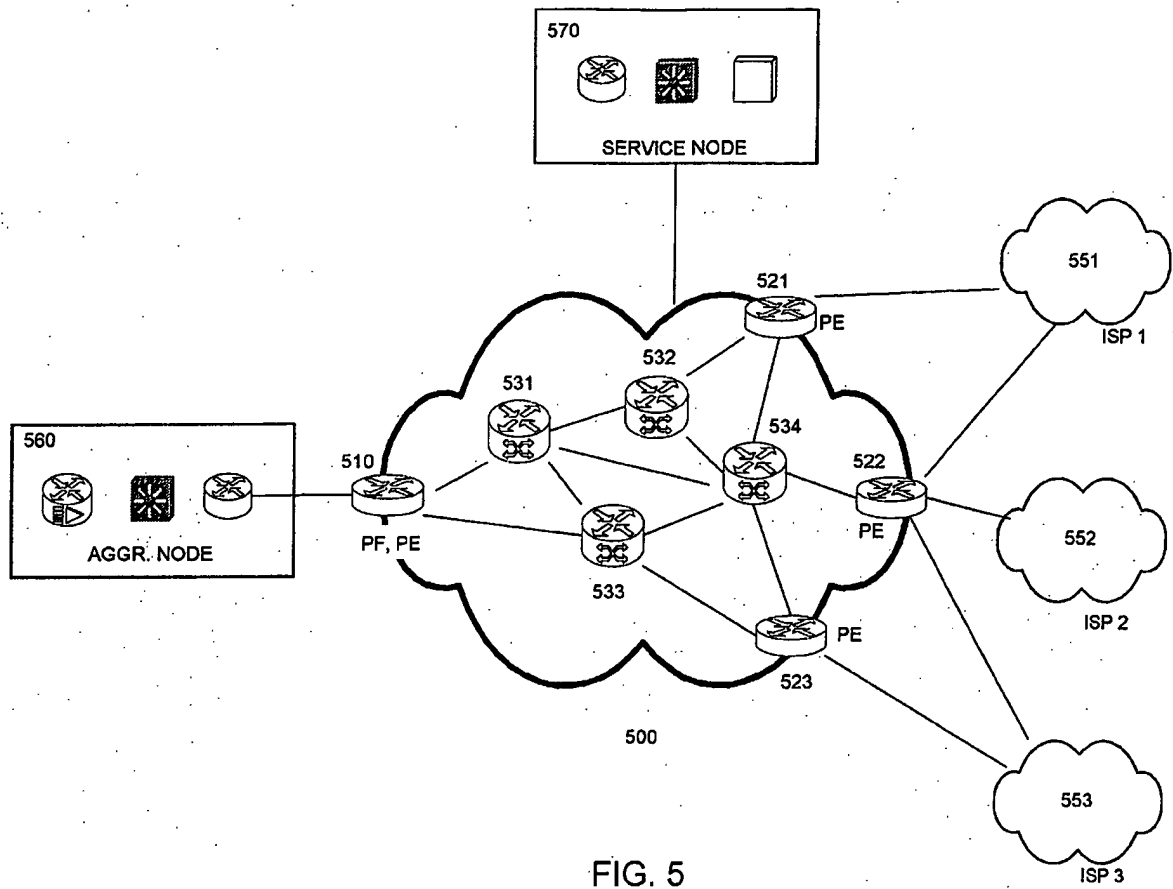 570
SERVICE NODE
551
ISP 1
521
PE
532
531
534
560
510
522
AGGR. NODE
PF, PE
PE
552
533
ISP 2
PE
523
500
553
ISP 3
FIG. 5